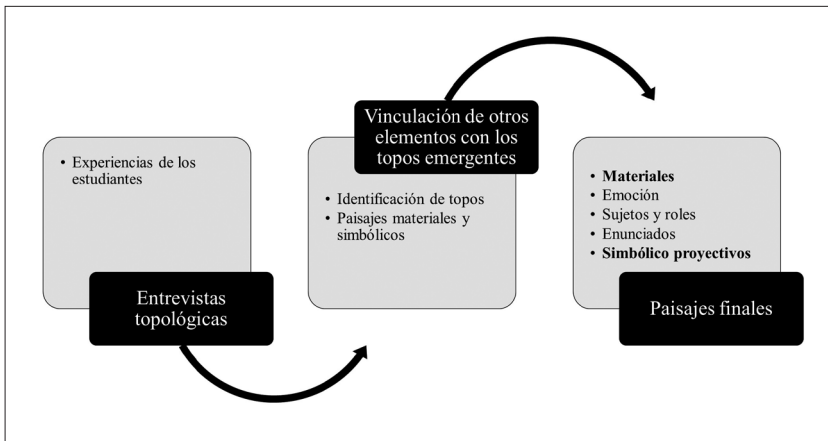 • Experiencias de los
estudiantes
Entrevistas
topológicas
Vinculación de otros
elementos con los
topos emergentes
• Identificación de topos
• Paisajes materiales y
simbólicos
• Materiales
• Emoción
• Sujetos y roles
• Enunciados
• Simbólico proyectivos
Paisajes finales